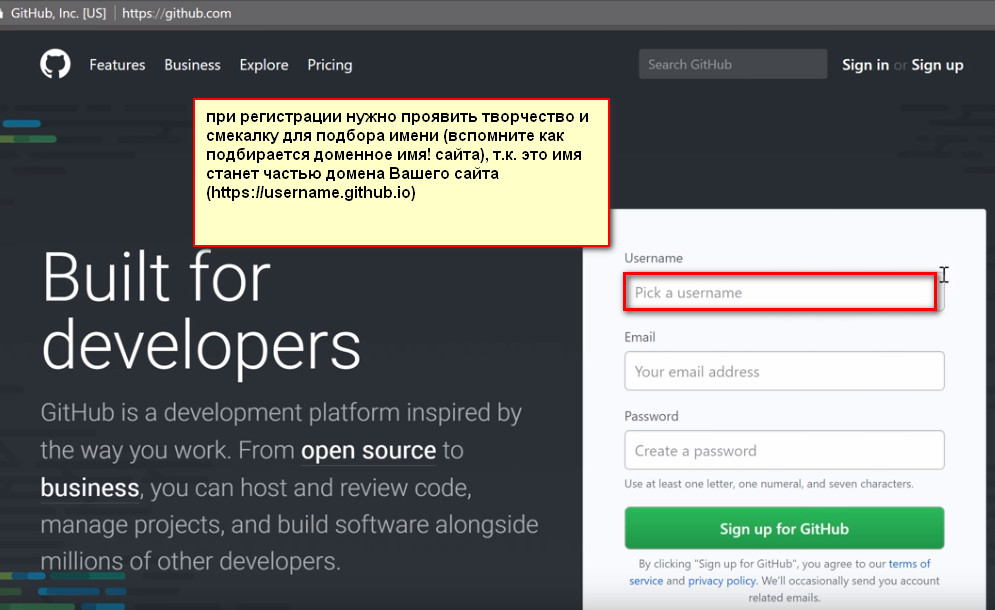 GitHub, Inc. [US] | https://github.com
Features Business Explore Pricing Search GitHub Sign in or Sign up
при регистрации нужно проявить творчество и
смекалку для подбора имени (вспомните как
подбирается доменное имя! сайта), т.к. это имя
станет частью домена Вашего сайта
(https://username.github.io)
Built for
developers
GitHub is a development platform inspired by
the way you work. From open source to
business, you can host and review code,
manage projects, and build software alongside
millions of other developers.
Username
Pick a username
Email
Your email address
Password
Create a password
Use at least one letter, one numeral, and seven characters.
Sign up for GitHub
By clicking "Sign up for GitHub", you agree to our terms of
service and privacy policy. We'll occasionally send you account
related emails.